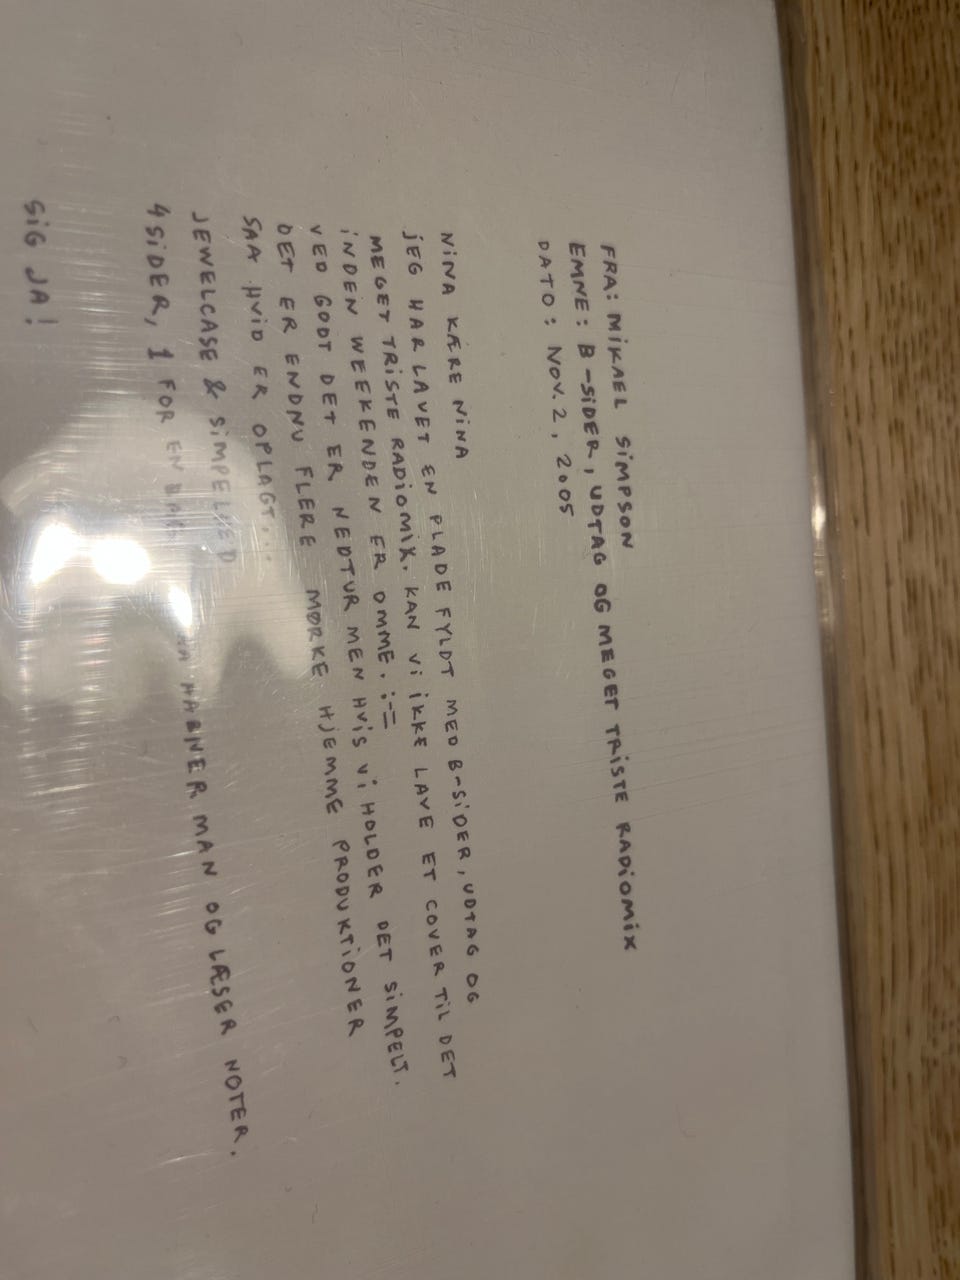 FRA: MIKAEL SIMPSON
EMNE: B-SIDER, UDTAG OG MEGET TRISTE RADIOMIX
DATO: NOV. 2, 2005
NINA KÆRE NINA
JEG HAR LAVET EN PLADE FYLDT MED B-SIDER, UDTAG OG
MEGET TRISTE RADIOMIX. KAN VI IKKE LAVE ET COVER TIL DET
INDEN WEEKENDEN ER OMME. :-=
VED GODT DET ER NEDTUR MEN HVIS VI HOLDER DET SIMPELT.
DET ER ENDNU FLERE MØRKE HJEMME PRODUKTIONER
SAA HVID ER OPLAGT...
JEWELCASE & SIMPELHED
4 SIDER, 1 FOR EN MAN OG LÆSER NOTER.
SIG JA!